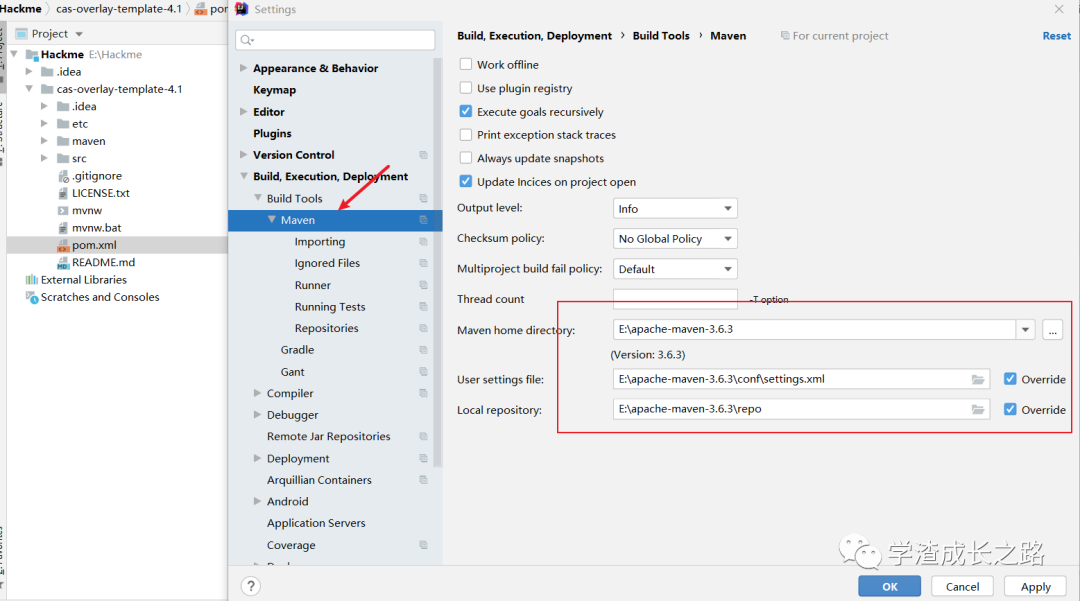 Hackme cas-overlay-template-4.1 pom
Project
Hackme E:\Hackme
.idea
cas-overlay-template-4.1
.idea
etc
maven
src
.gitignore
LICENSE.txt
mvnw
mvnw.bat
pom.xml
README.md
External Libraries
Scratches and Consoles
Settings
Appearance & Behavior
Keymap
Editor
Plugins
Version Control
Build, Execution, Deployment
Build Tools
Maven
Importing
Ignored Files
Runner
Running Tests
Repositories
Gradle
Gant
Compiler
Debugger
Remote Jar Repositories
Deployment
Arquillian Containers
Android
Application Servers
Coverage
Build, Execution, Deployment › Build Tools › Maven For current project Reset
Work offline
Use plugin registry
Execute goals recursively
Print exception stack traces
Always update snapshots
Update Incices on project open
Output level: Info
Checksum policy: No Global Policy
Multiproject build fail policy: Default
Thread count -T option
Maven home directory: E:\apache-maven-3.6.3 ...
(Version: 3.6.3)
User settings file: E:\apache-maven-3.6.3\conf\settings.xml Override
Local repository: E:\apache-maven-3.6.3\repo Override
学渣成长之路
? OK Cancel Apply